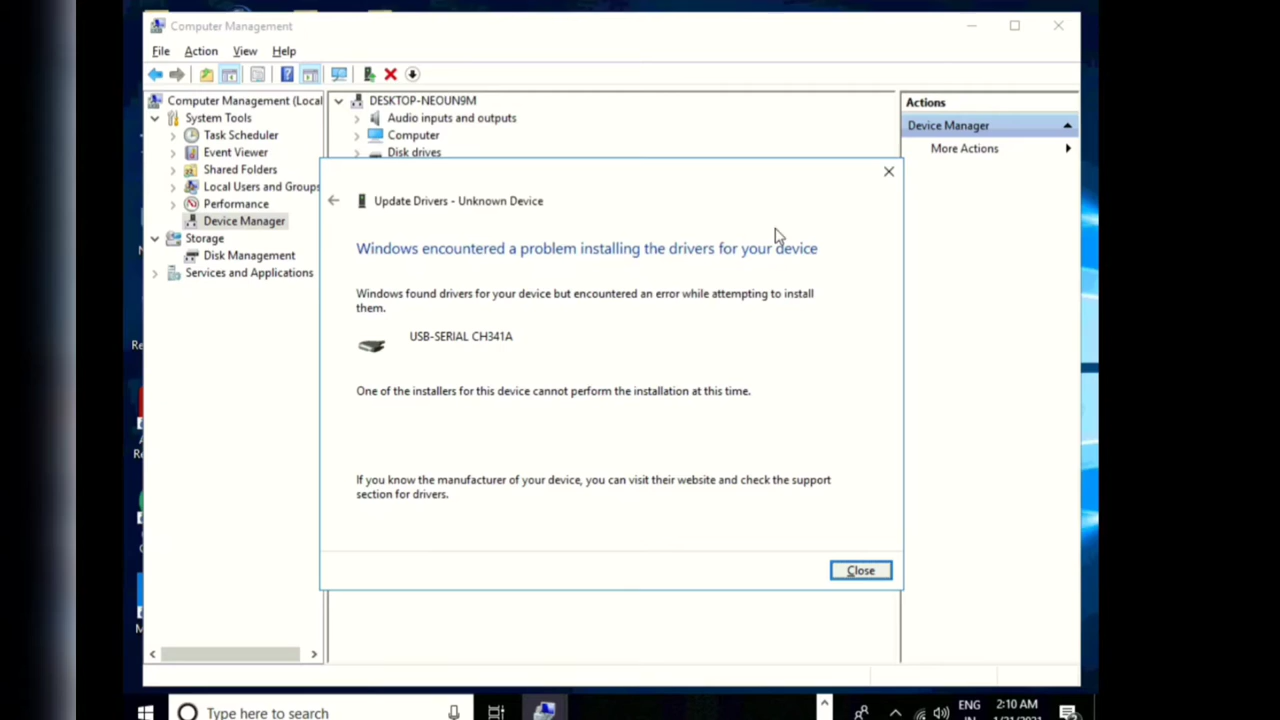 Computer Management
File Action View Help
Computer Management (Local
System Tools
Task Scheduler
Event Viewer
Shared Folders
Local Users and Groups
Performance
Device Manager
Storage
Disk Management
Services and Applications
DESKTOP-NEOUN9M
Audio inputs and outputs
Computer
Disk drives
Actions
Device Manager
More Actions
Update Drivers - Unknown Device
Windows encountered a problem installing the drivers for your device
Windows found drivers for your device but encountered an error while attempting to install
them.
USB-SERIAL CH341A
One of the installers for this device cannot perform the installation at this time.
If you know the manufacturer of your device, you can visit their website and check the support
section for drivers.
Close
Re
Re
Type here to search
ENG
2:10 AM